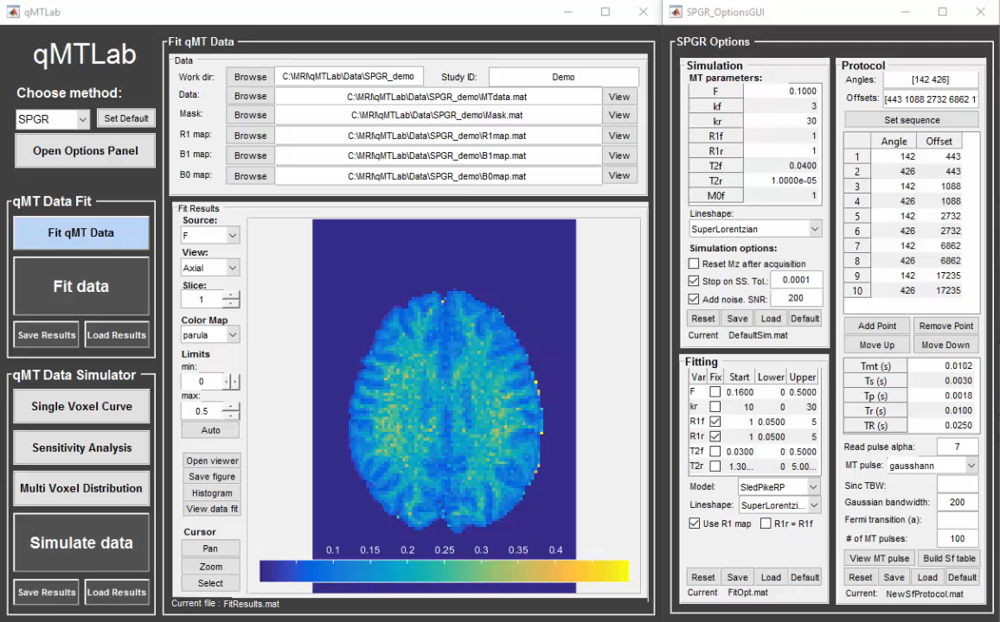 qMTLab
SPGR_OptionsGUI
qMTLab
Choose method:
SPGR
Set Default
Open Options Panel
qMT Data Fit
Fit qMT Data
Fit data
Save Results
Load Results
qMT Data Simulator
Single Voxel Curve
Sensitivity Analysis
Multi Voxel Distribution
Simulate data
Save Results
Load Results
Fit qMT Data
Data
Work dir: Browse C:\MRI\qMTLab\Data\SPGR_demo Study ID: Demo
Data: Browse C:\MRI\qMTLab\Data\SPGR_demo\MTdata.mat View
Mask: Browse C:\MRI\qMTLab\Data\SPGR_demo\Mask.mat View
R1 map: Browse C:\MRI\qMTLab\Data\SPGR_demo\R1map.mat View
B1 map: Browse C:\MRI\qMTLab\Data\SPGR_demo\B1map.mat View
B0 map: Browse C:\MRI\qMTLab\Data\SPGR_demo\B0map.mat View
Fit Results
Source:
F
View:
Axial
Slice:
1
Color Map
parula
Limits
min:
0
max:
0.5
Auto
Open viewer
Save figure
Histogram
View data fit
Cursor
Pan
Zoom
Select
0.1 0.15 0.2 0.25 0.3 0.35 0.4
Current file : FitResults.mat
SPGR Options
Simulation
MT parameters:
F 0.1000
kf 3
kr 30
R1f 1
R1r 1
T2f 0.0400
T2r 1.0000e-05
M0f 1
Lineshape:
SuperLorentzian
Simulation options:
Reset Mz after acquisition
Stop on SS. Tol.: 0.0001
Add noise. SNR: 200
Reset Save Load Default
Current DefaultSim.mat
Fitting
Var Fix Start Lower Upper
F 0.1600 0 0.5000
kr 10 0 30
R1f 1 0.0500 5
R1r 1 0.0500 5
T2f 0.0300 0 0.5000
T2r 1.30... 0 5.00...
Model: SledPikeRP
Lineshape: SuperLorentzi...
Use R1 map R1r = R1f
Reset Save Load Default
Current FitOpt.mat
Protocol
Angles: [142 426]
Offsets: [443 1088 2732 6862 1
Set sequence
Angle Offset
1 142 443
2 426 443
3 142 1088
4 426 1088
5 142 2732
6 426 2732
7 142 6862
8 426 6862
9 142 17235
10 426 17235
Add Point Remove Point
Move Up Move Down
Tmt (s) 0.0102
Ts (s) 0.0030
Tp (s) 0.0018
Tr (s) 0.0100
TR (s) 0.0250
Read pulse alpha: 7
MT pulse: gausshann
Sinc TBW:
Gaussian bandwidth: 200
Fermi transition (a):
# of MT pulses: 100
View MT pulse Build Sf table
Reset Save Load Default
Current: NewSfProtocol.mat